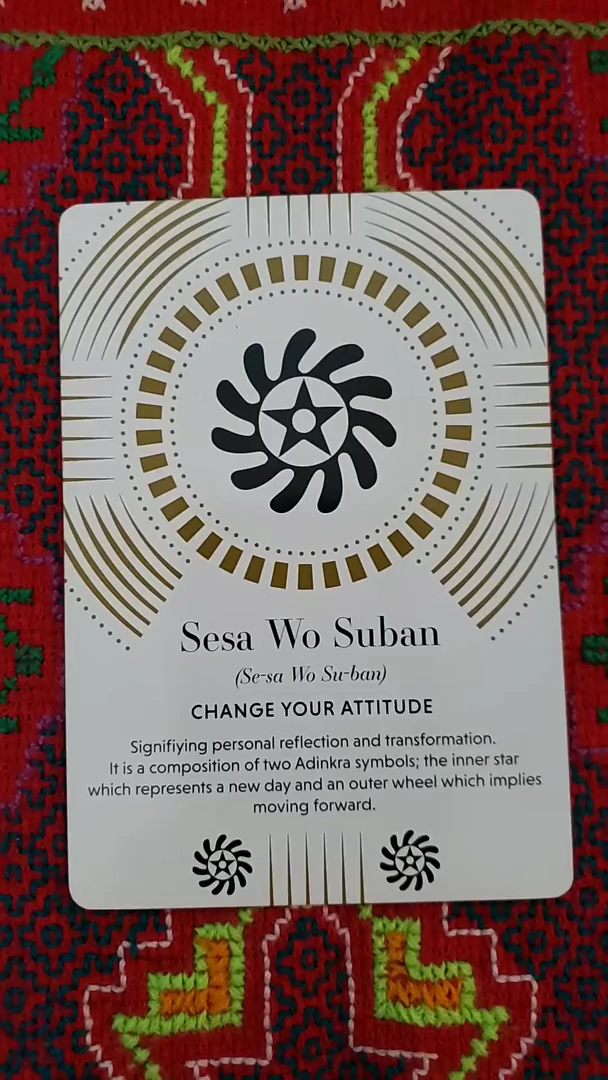 Sesa Wo Suban
(Se-sa Wo Su-ban)
CHANGE YOUR ATTITUDE
Signifiying personal reflection and transformation.
It is a composition of two Adinkra symbols; the inner star
which represents a new day and an outer wheel which implies
moving forward.